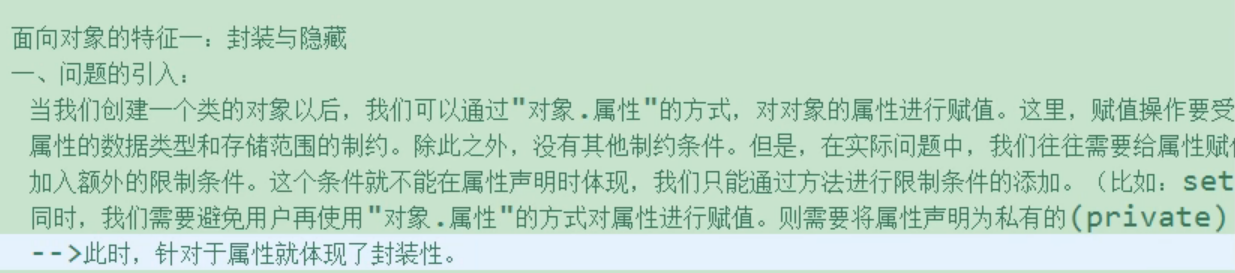 面向对象的特征一：封装与隐藏
一、问题的引入：
当我们创建一个类的对象以后，我们可以通过"对象.属性"的方式，对对象的属性进行赋值。这里，赋值操作要受
属性的数据类型和存储范围的制约。除此之外，没有其他制约条件。但是，在实际问题中，我们往往需要给属性赋
加入额外的限制条件。这个条件就不能在属性声明时体现，我们只能通过方法进行限制条件的添加。（比如：set
同时，我们需要避免用户再使用"对象.属性"的方式对属性进行赋值。则需要将属性声明为私有的(private)
-->此时，针对于属性就体现了封装性。